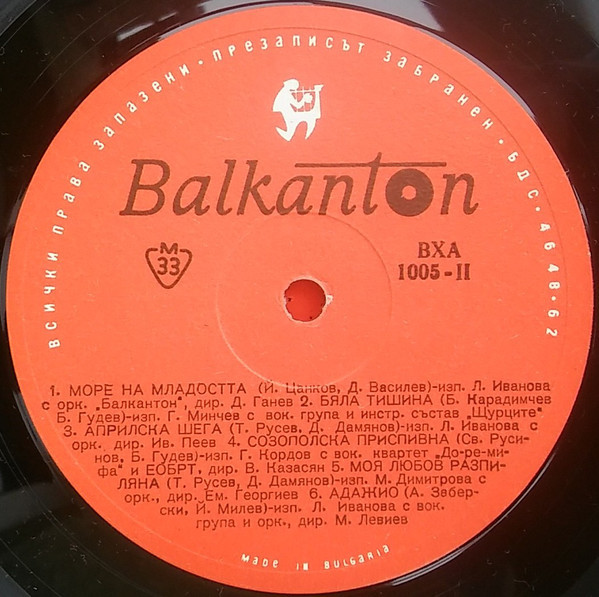 ВСИЧКИ ПРАВА ЗАПАЗЕНИ · ПРЕЗАПИСЪТ ЗАБРАНЕН · БДС · 4648 · 62
Balkanton
М
33
ВХА
1005-II
1. МОРЕ НА МЛАДОСТТА (Й. Цанков, Д. Василев)-изп. Л. Иванова
с орк. „Балкантон", дир. Д. Ганев 2. БЯЛА ТИШИНА (Б. Карадимчев
Б. Гудев)-изп. Г. Минчев с вок. група и инстр. състав "Щурците"
3. АПРИЛСКА ШЕГА (Т. Русев, Д. Дамянов)-изп. Л. Иванова с
орк. дир. Ив. Пеев 4. СОЗОПОЛСКА ПРИСПИВНА (Св. Руси-
нов, Б. Гудев)-изп. Г. Кордов с вок. квартет „До-ре-ми-
фа" и ЕОБРТ, дир. В. Казасян 5. МОЯ ЛЮБОВ РАЗПИ-
ЛЯНА (Т. Русев, Д. Дамянов)-изп. М. Димитрова с
орк., дир. Ем. Георгиев 6. АДАЖИО (А. Забер-
ски, Й. Милев)-изп. Л. Иванова с вок.
група и орк., дир. М. Левиев
MADE IN BULGARIA